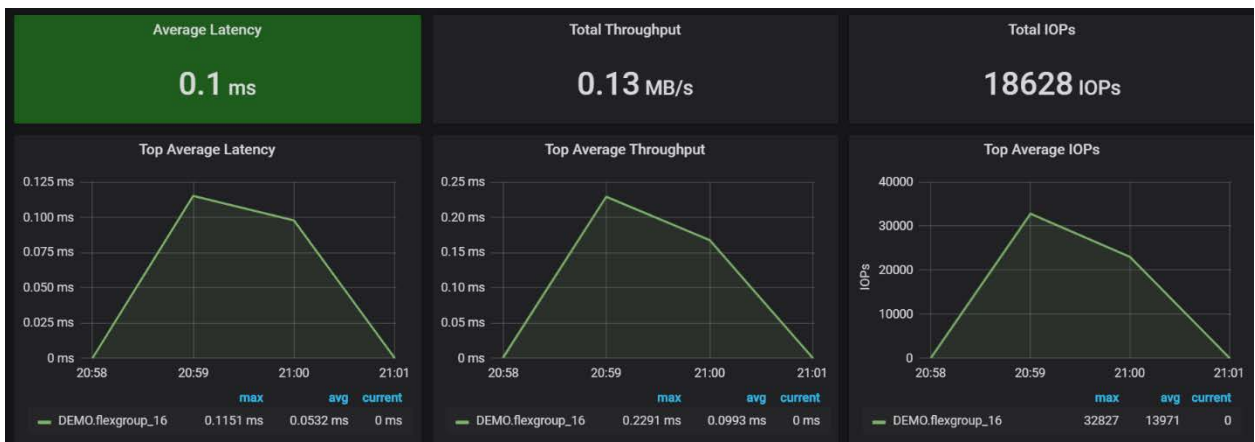 Average Latency
0.1 ms
Total Throughput
0.13 MB/s
Total IOPs
18628 IOPs
Top Average Latency
0.125 ms
0.100 ms
0.075 ms
0.050 ms
0.025 ms
0 ms
20:58 20:59 21:00 21:01
max avg current
DEMO.flexgroup_16 0.1151 ms 0.0532 ms 0 ms
Top Average Throughput
0.25 ms
0.20 ms
0.15 ms
0.10 ms
0.05 ms
0 ms
20:58 20:59 21:00 21:01
max avg current
DEMO.flexgroup_16 0.2291 ms 0.0993 ms 0 ms
Top Average IOPs
IOPs
40000
30000
20000
10000
0
20:58 20:59 21:00 21:01
max avg current
DEMO.flexgroup_16 32827 13971 0